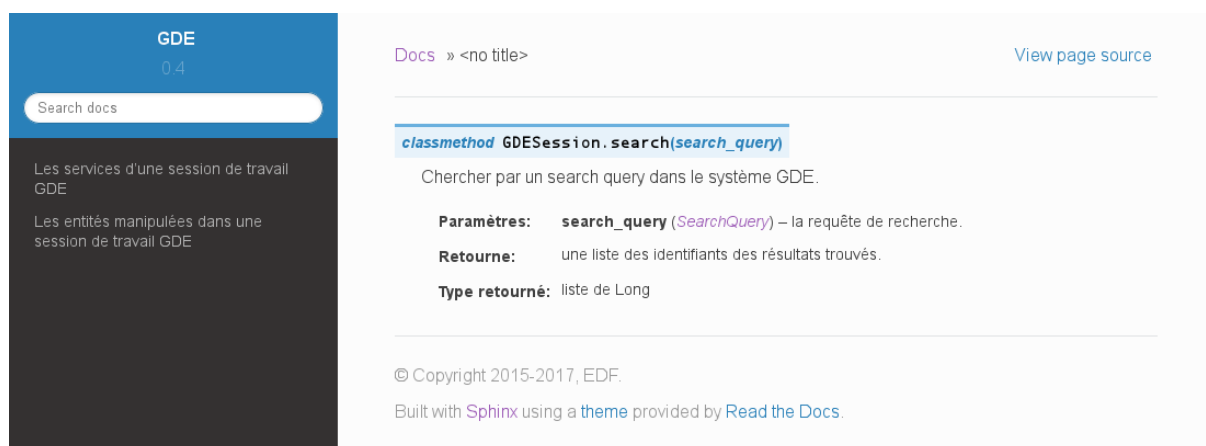 GDE
0.4
Search docs
Les services d'une session de travail
GDE
Les entités manipulées dans une
session de travail GDE
Docs » <no title>
View page source
classmethod GDESession.search(search_query)
Chercher par un search query dans le système GDE.
Paramètres: search_query (SearchQuery) – la requête de recherche.
Retourne: une liste des identifiants des résultats trouvés.
Type retourné: liste de Long
© Copyright 2015-2017, EDF.
Built with Sphinx using a theme provided by Read the Docs.